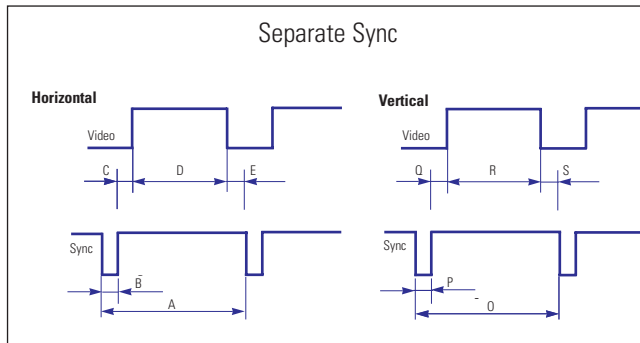 Separate Sync
Horizontal
Video
C D E
Sync
B
A
Vertical
Video
Q R S
Sync
P
O